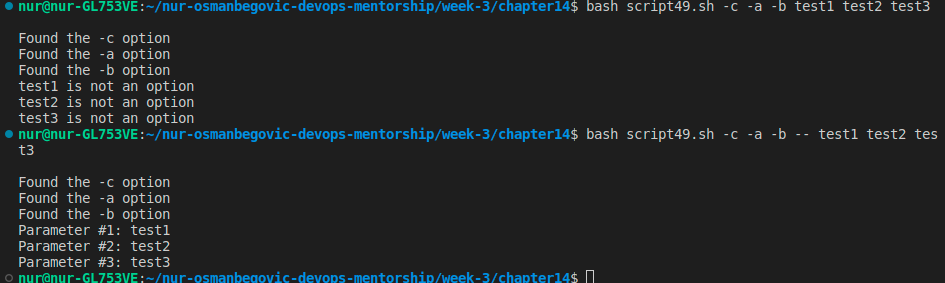 nur@nur-GL753VE:~/nur-osmanbegovic-devops-mentorship/week-3/chapter14$ bash script49.sh -c -a -b test1 test2 test3
Found the -c option
Found the -a option
Found the -b option
test1 is not an option
test2 is not an option
test3 is not an option
nur@nur-GL753VE:~/nur-osmanbegovic-devops-mentorship/week-3/chapter14$ bash script49.sh -c -a -b -- test1 test2 tes
t3
Found the -c option
Found the -a option
Found the -b option
Parameter #1: test1
Parameter #2: test2
Parameter #3: test3
nur@nur-GL753VE:~/nur-osmanbegovic-devops-mentorship/week-3/chapter14$